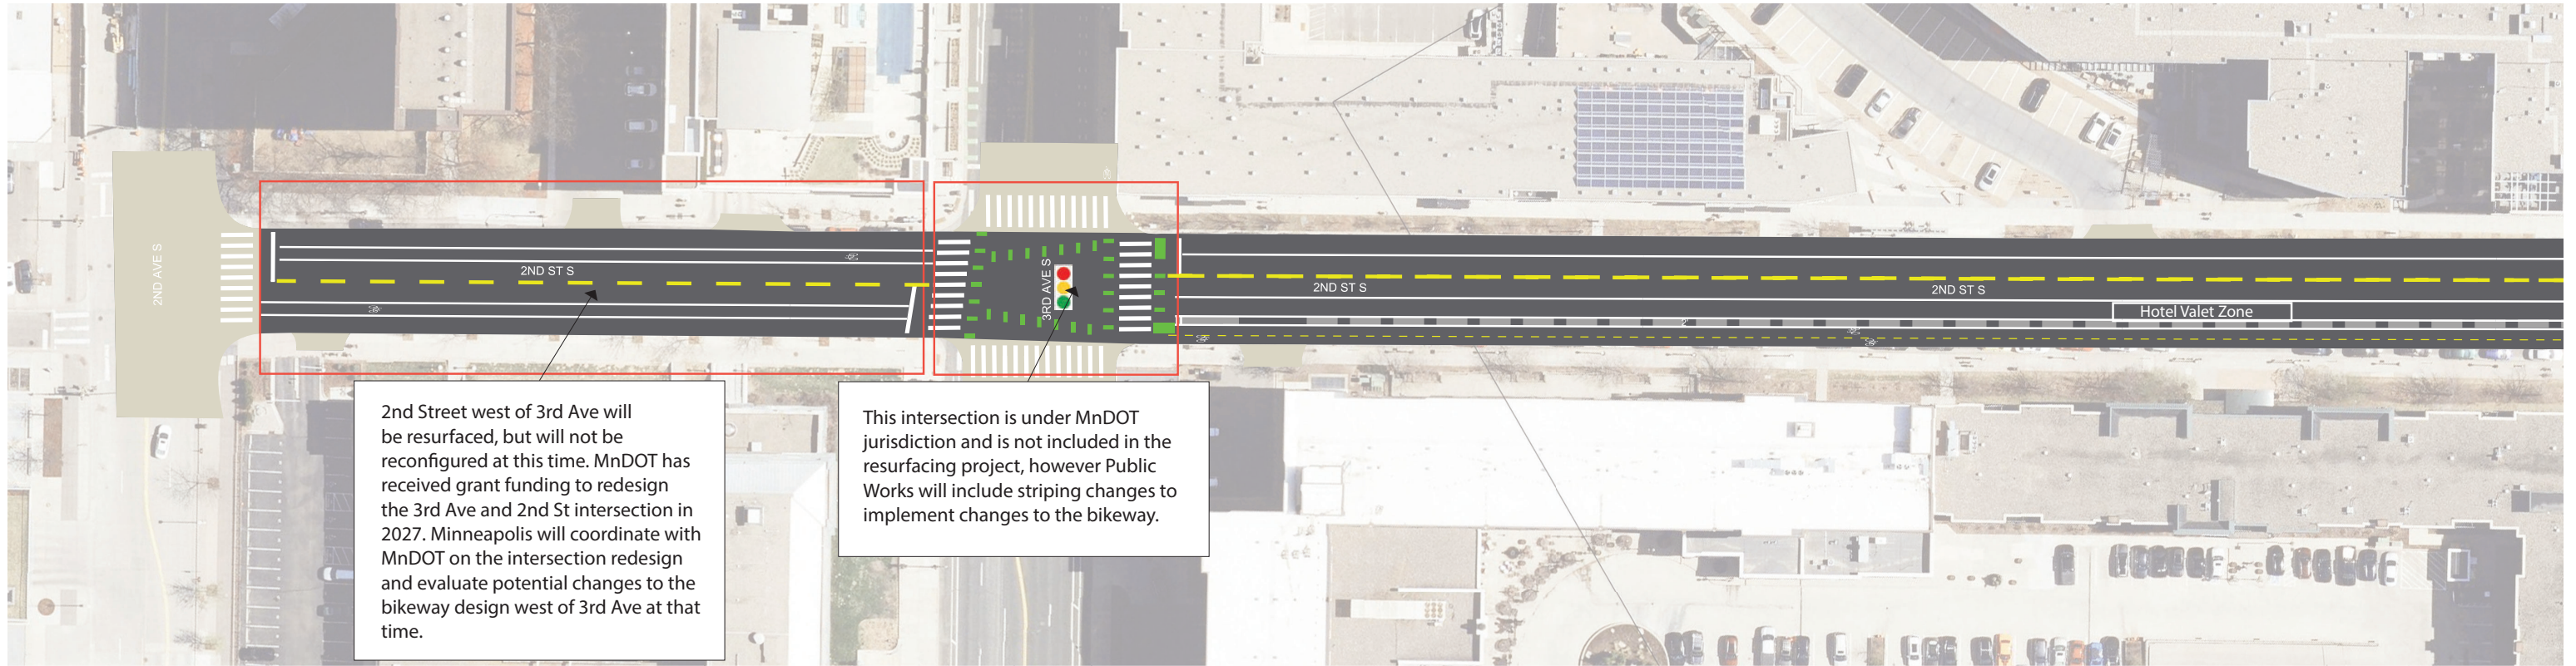 2ND AVE S
2ND ST S
3RD AVE S
2ND ST S
2ND ST S
Hotel Valet Zone
2nd Street west of 3rd Ave will
be resurfaced, but will not be
reconfigured at this time. MnDOT has
received grant funding to redesign
the 3rd Ave and 2nd St intersection in
2027. Minneapolis will coordinate with
MnDOT on the intersection redesign
and evaluate potential changes to the
bikeway design west of 3rd Ave at that
time.
This intersection is under MnDOT
jurisdiction and is not included in the
resurfacing project, however Public
Works will include striping changes to
implement changes to the bikeway.